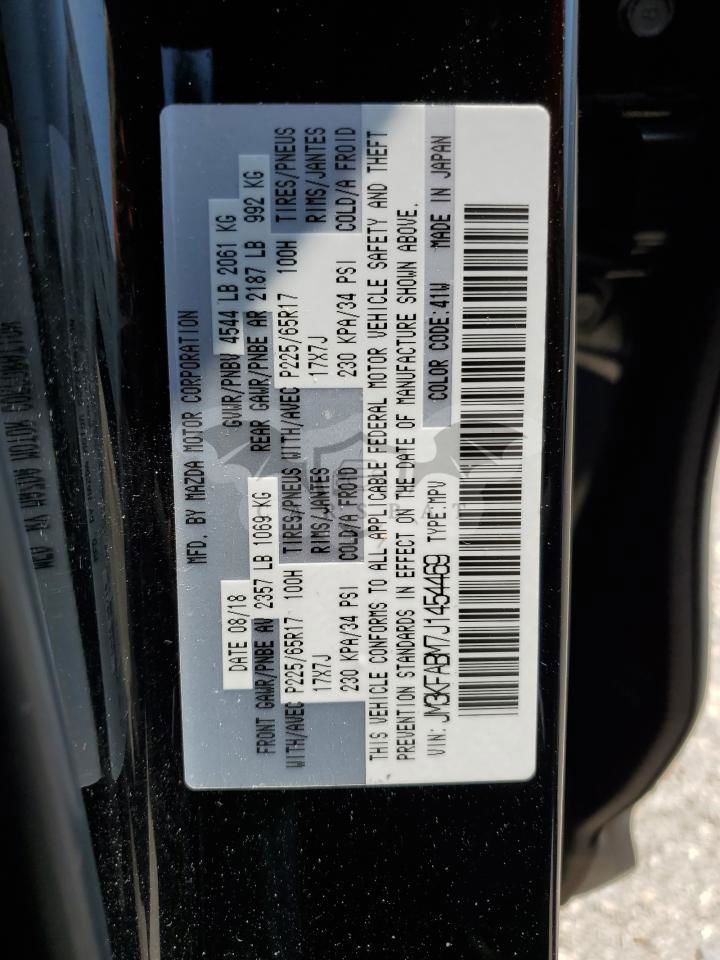 MFD. BY MAZDA MOTOR CORPORATION
DATE 08/18 GVWR/PNBV 4544 LB 2061 KG
FRONT GAWR/PNBE AV 2357 LB 1069 KG REAR GAWR/PNBE AR 2187 LB 992 KG
WITH/AVEC P225/65R17 100H TIRES/PNEUS WITH/AVEC P225/65R17 100H TIRES/PNEUS
17X7J RIMS/JANTES 17X7J RIMS/JANTES
230 KPA/34 PSI COLD/A FROID 230 KPA/34 PSI COLD/A FROID
THIS VEHICLE CONFORMS TO ALL APPLICABLE FEDERAL MOTOR VEHICLE SAFETY AND THEFT
PREVENTION STANDARDS IN EFFECT ON THE DATE OF MANUFACTURE SHOWN ABOVE.
VIN: JM3KFABM7J1454469 TYPE:MPV COLOR CODE:41W MADE IN JAPAN